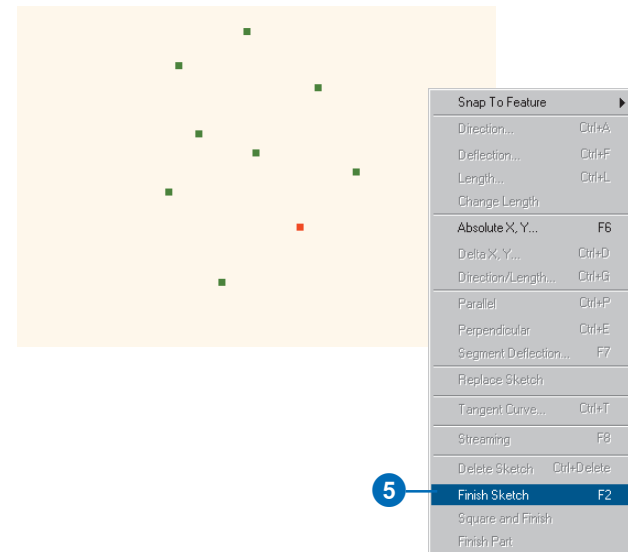 Snap To Feature
Direction... Ctrl+A
Deflection... Ctrl+F
Length... Ctrl+L
Change Length
Absolute X, Y... F6
Delta X, Y... Ctrl+D
Direction/Length... Ctrl+G
Parallel Ctrl+P
Perpendicular Ctrl+E
Segment Deflection... F7
Replace Sketch
Tangent Curve... Ctrl+T
Streaming F8
Delete Sketch Ctrl+Delete
5 Finish Sketch F2
Square and Finish
Finish Part